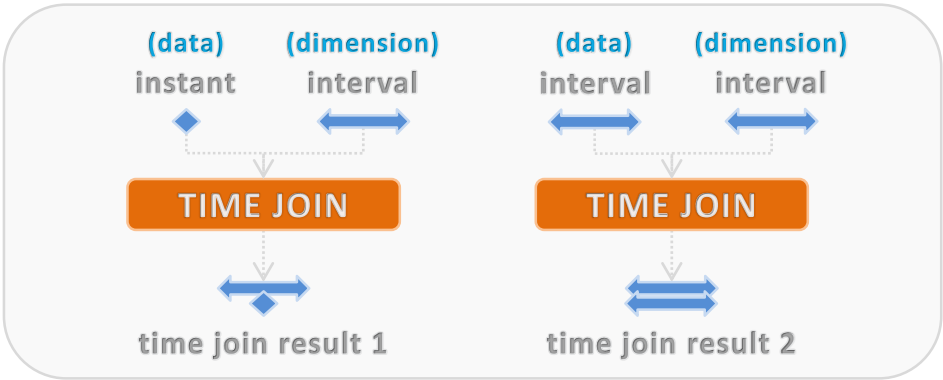 (data) (dimension)
instant interval
TIME JOIN
time join result 1
(data) (dimension)
interval interval
TIME JOIN
time join result 2